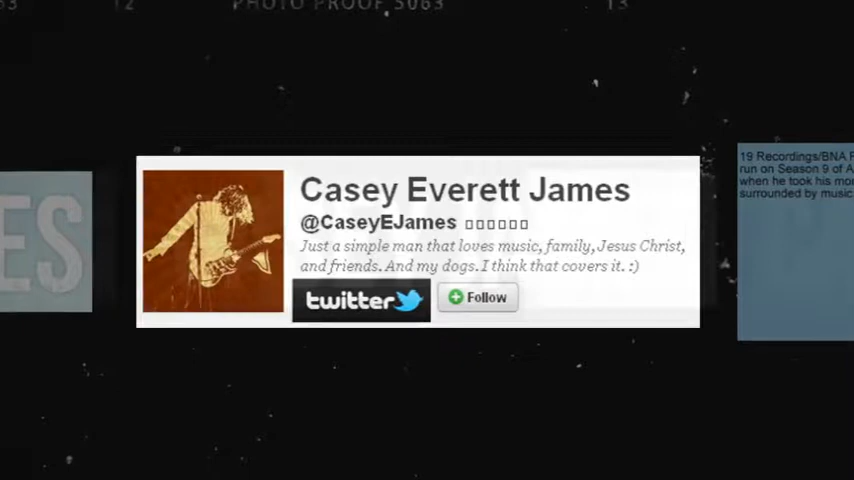 12 PHOTO PROOF 5063 13
ES
Casey Everett James
@CaseyEJames
Just a simple man that loves music, family, Jesus Christ,
and friends. And my dogs. I think that covers it. :)
twitter
Follow
19 Recordings/BNA
run on Season 9 of A
when he took his
surrounded by music